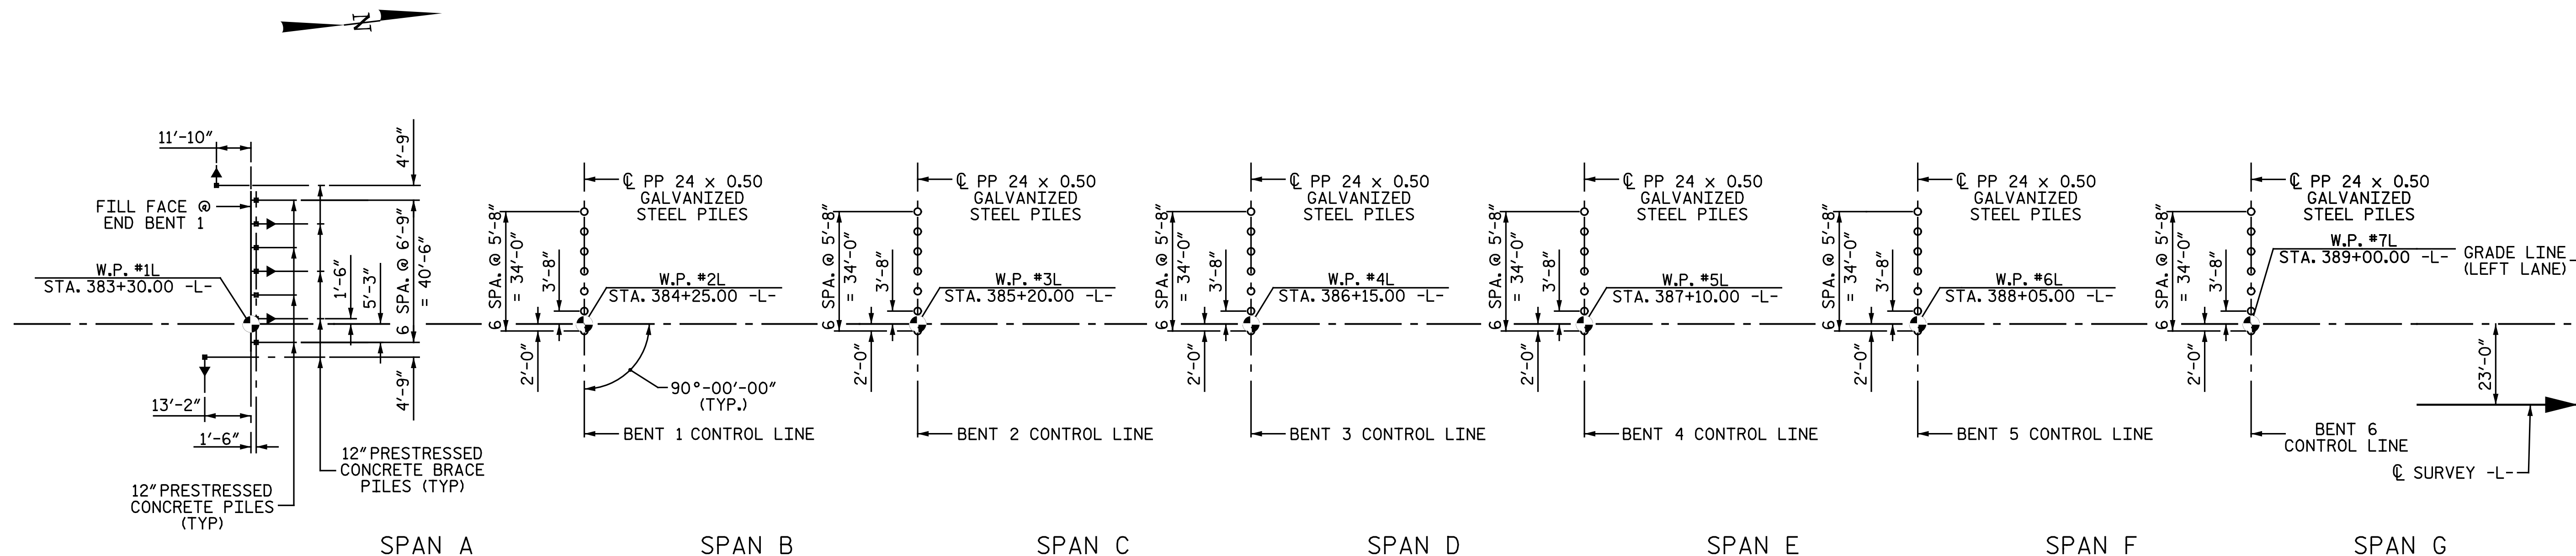 N
11'-10"
FILL FACE @
END BENT 1
W.P. #1L
STA. 383+30.00 -L-
13'-2"
1'-6"
12" PRESTRESSED
CONCRETE PILES
(TYP)
12" PRESTRESSED
CONCRETE BRACE
PILES (TYP)
4'-9"
6 SPA. @ 6'-9"
= 40'-6"
1'-6"
5'-3"
4'-9"
SPAN A
6 SPA. @ 5'-8"
= 34'-0"
3'-8"
2'-0"
℄ PP 24 x 0.50
GALVANIZED
STEEL PILES
W.P. #2L
STA. 384+25.00 -L-
90°-00'-00"
(TYP.)
BENT 1 CONTROL LINE
SPAN B
6 SPA. @ 5'-8"
= 34'-0"
3'-8"
2'-0"
℄ PP 24 x 0.50
GALVANIZED
STEEL PILES
W.P. #3L
STA. 385+20.00 -L-
BENT 2 CONTROL LINE
SPAN C
6 SPA. @ 5'-8"
= 34'-0"
3'-8"
2'-0"
℄ PP 24 x 0.50
GALVANIZED
STEEL PILES
W.P. #4L
STA. 386+15.00 -L-
BENT 3 CONTROL LINE
SPAN D
6 SPA. @ 5'-8"
= 34'-0"
3'-8"
2'-0"
℄ PP 24 x 0.50
GALVANIZED
STEEL PILES
W.P. #5L
STA. 387+10.00 -L-
BENT 4 CONTROL LINE
SPAN E
6 SPA. @ 5'-8"
= 34'-0"
3'-8"
2'-0"
℄ PP 24 x 0.50
GALVANIZED
STEEL PILES
W.P. #6L
STA. 388+05.00 -L-
BENT 5 CONTROL LINE
SPAN F
6 SPA. @ 5'-8"
= 34'-0"
3'-8"
2'-0"
℄ PP 24 x 0.50
GALVANIZED
STEEL PILES
W.P. #7L
STA. 389+00.00 -L-
BENT 6
CONTROL LINE
SPAN G
GRADE LINE
(LEFT LANE)
23'-0"
℄ SURVEY -L-